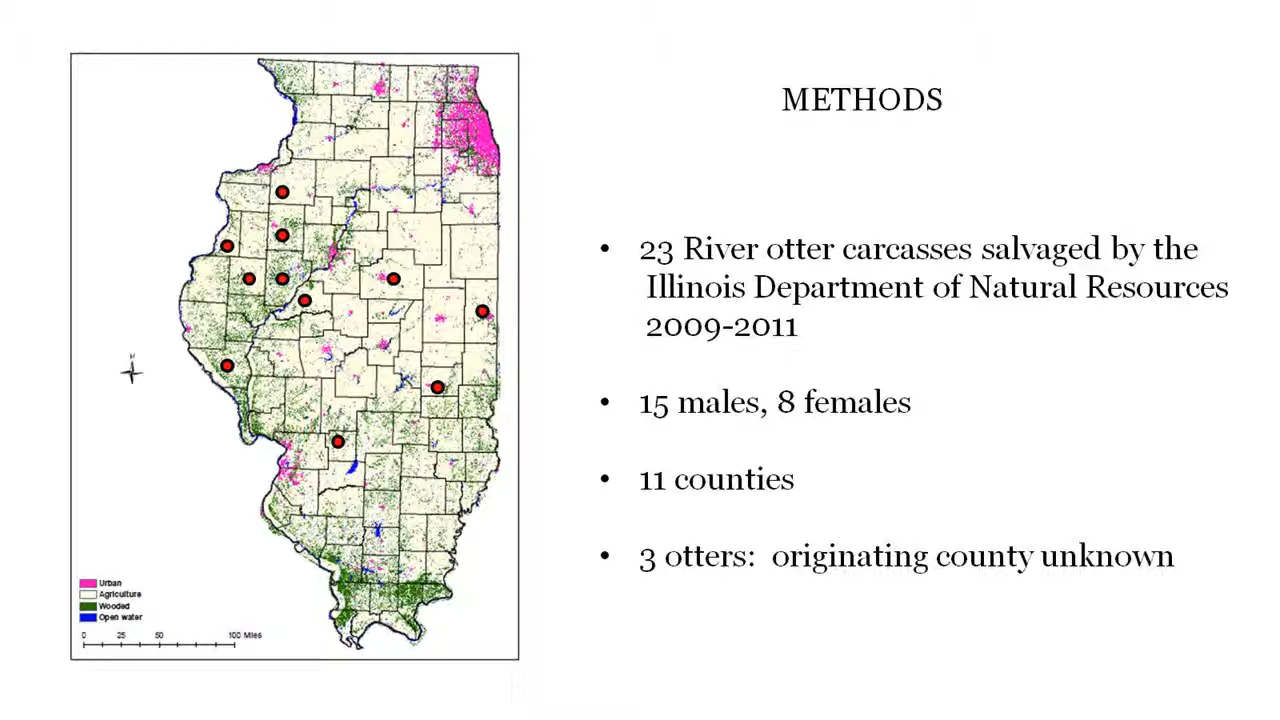 METHODS
• 23 River otter carcasses salvaged by the
Illinois Department of Natural Resources
2009-2011
• 15 males, 8 females
• 11 counties
• 3 otters: originating county unknown
N
Urban
Agriculture
Wooded
Open water
0 25 50 100 Miles